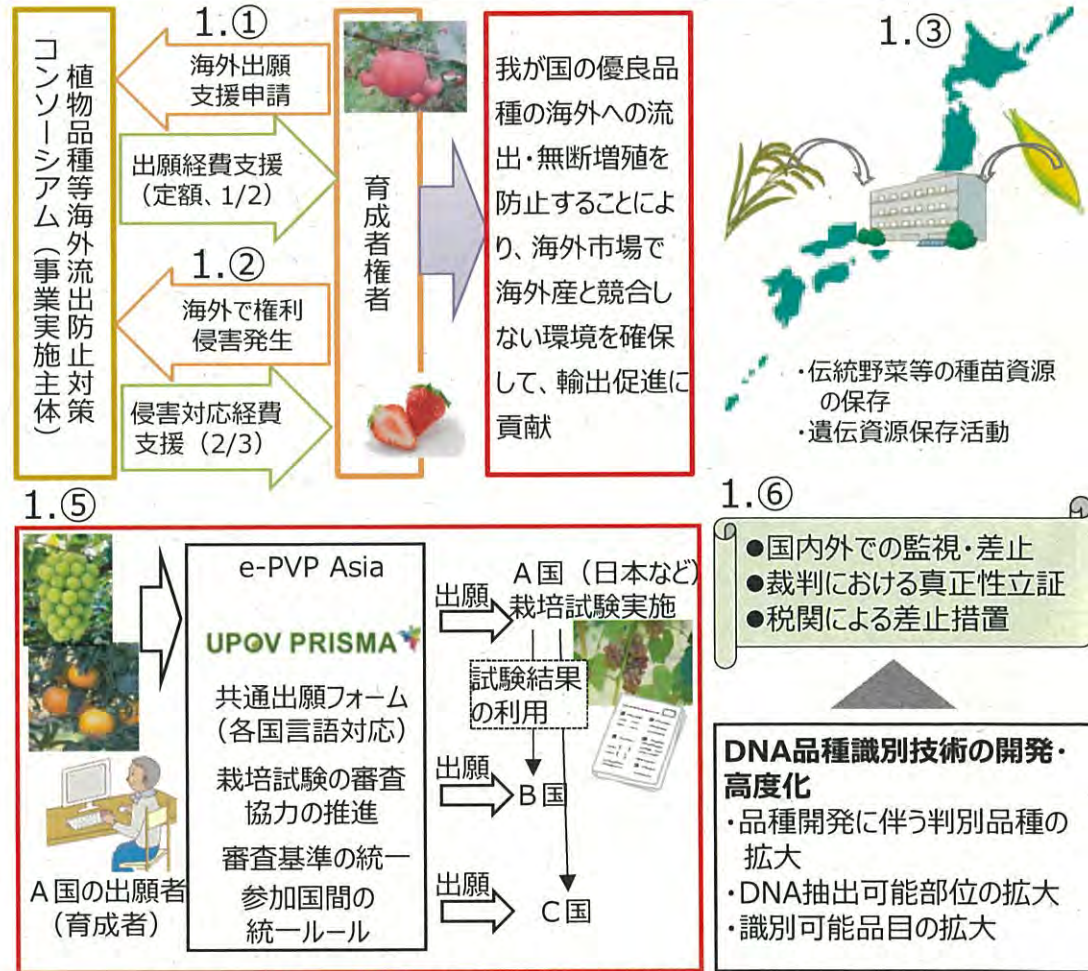 1.①
植物品種等海外流出防止対策
コンソーシアム（事業実施主体）
海外出願
支援申請
出願経費支援
（定額、1/2）
1.②
海外で権利
侵害発生
侵害対応経費
支援（2/3）
育成者権者
我が国の優良品
種の海外への流
出・無断増殖を
防止することによ
り、海外市場で
海外産と競合し
ない環境を確保
して、輸出促進に
貢献
1.③
・伝統野菜等の種苗資源
の保存
・遺伝資源保存活動
1.⑤
A国の出願者
（育成者）
e-PVP Asia
UPOV PRISMA
共通出願フォーム
（各国言語対応）
栽培試験の審査
協力の推進
審査基準の統一
参加国間の
統一ルール
出願
A国（日本など）
栽培試験実施
試験結果
の利用
出願
B国
出願
C国
1.⑥
●国内外での監視・差止
●裁判における真正性立証
●税関による差止措置
DNA品種識別技術の開発・
高度化
・品種開発に伴う判別品種の
拡大
・DNA抽出可能部位の拡大
・識別可能品目の拡大